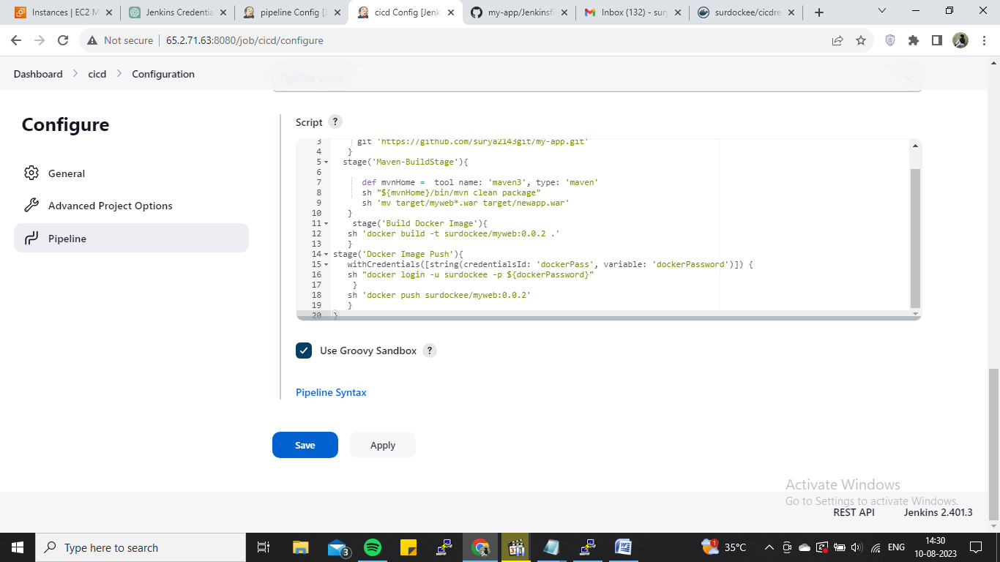 Instances | EC2 M
Jenkins Credentia
pipeline Config [J
cicd Config [Jenk
my-app/Jenkinsfi
Inbox (132) - sury
surdockee/cicdre
Not secure
65.2.71.63:8080/job/cicd/configure
Dashboard
cicd
Configuration
Pipeline script
Configure
General
Advanced Project Options
Pipeline
Script ?
3 git 'https://github.com/surya2143git/my-app.git'
4 }
5 stage('Maven-BuildStage'){
6
7 def mvnHome = tool name: 'maven3', type: 'maven'
8 sh "${mvnHome}/bin/mvn clean package"
9 sh 'mv target/myweb*.war target/newapp.war'
10 }
11 stage('Build Docker Image'){
12 sh 'docker build -t surdockee/myweb:0.0.2 .'
13 }
14 stage('Docker Image Push'){
15 withCredentials([string(credentialsId: 'dockerPass', variable: 'dockerPassword')]) {
16 sh "docker login -u surdockee -p ${dockerPassword}"
17 }
18 sh 'docker push surdockee/myweb:0.0.2'
19 }
20 }
Use Groovy Sandbox ?
Pipeline Syntax
Save
Apply
Activate Windows
Go to Settings to activate Windows.
REST API
Jenkins 2.401.3
Type here to search
3
1
35°C
ENG
14:30
10-08-2023